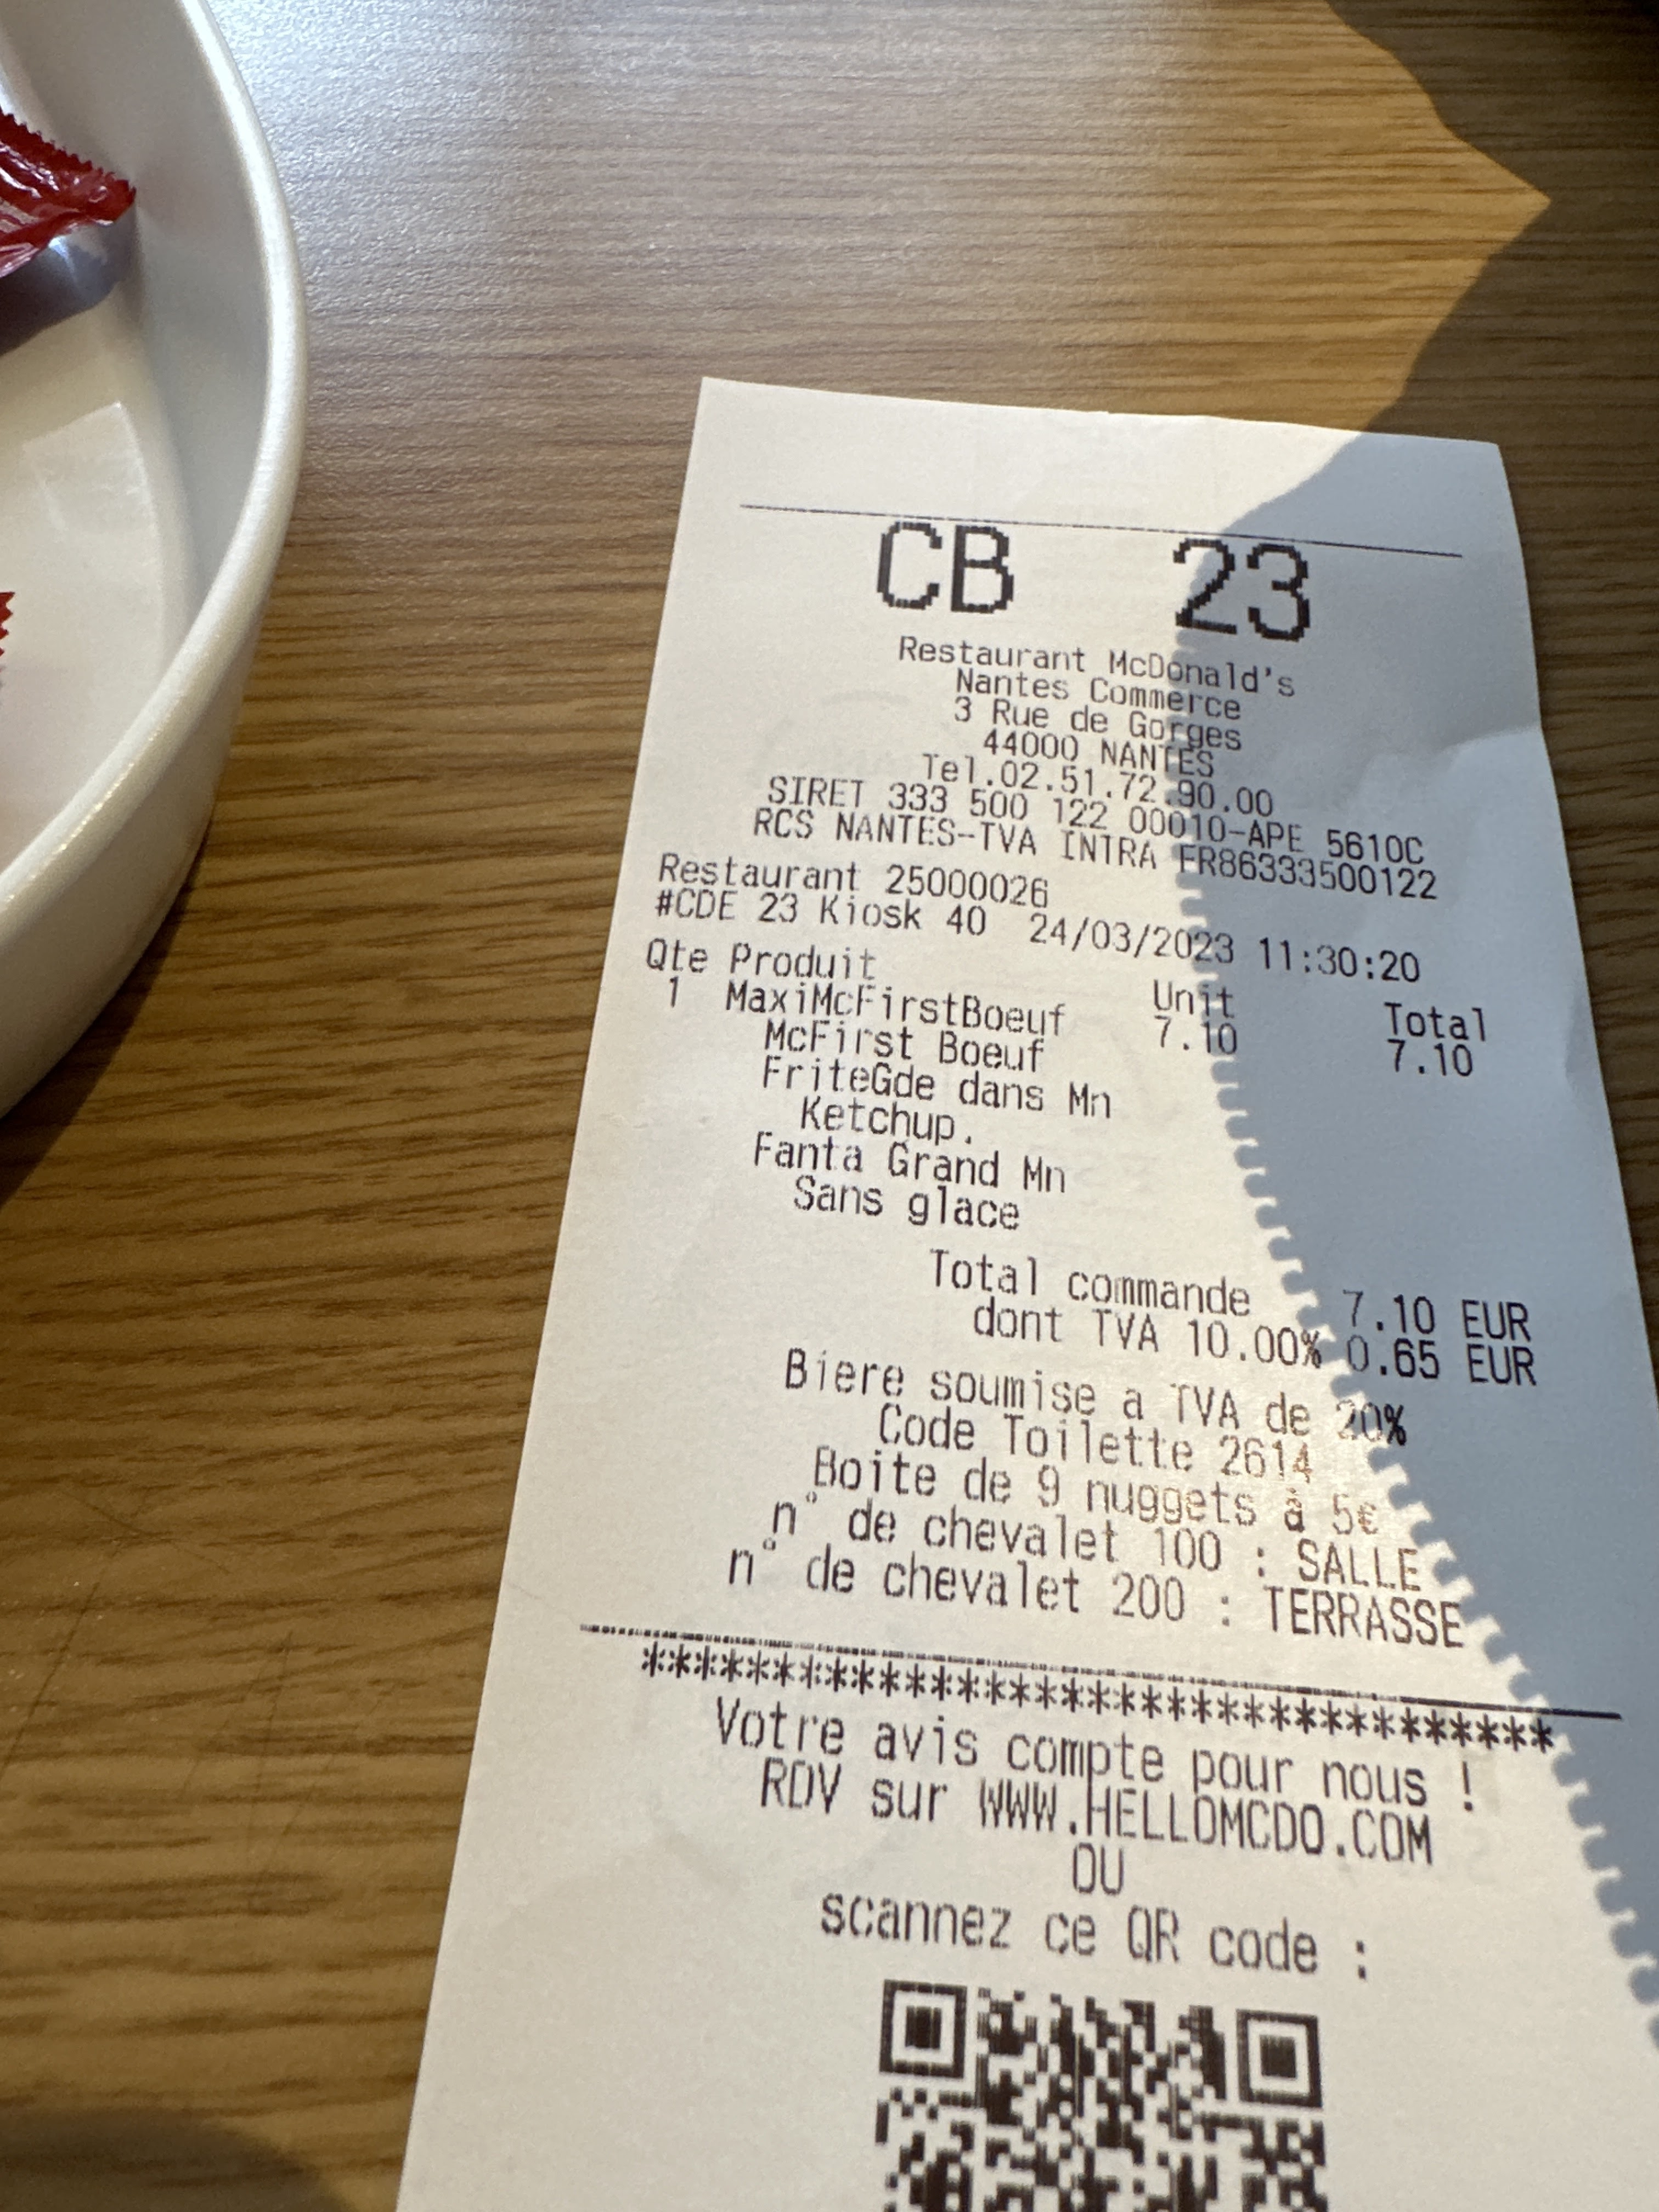 CB 23
Restaurant McDonald's
Nantes Commerce
3 Rue de Gorges
44000 NANTES
Tel.02.51.72.90.00
SIRET 333 500 122 00010-APE 5610C
RCS NANTES-TVA INTRA FR86333500122
Restaurant 25000026
#CDE 23 Kiosk 40 24/03/2023 11:30:20
Qte Produit Unit Total
1 MaxiMcFirstBoeuf 7.10 7.10
McFirst Boeuf
FriteGde dans Mn
Ketchup.
Fanta Grand Mn
Sans glace
Total commande 7.10 EUR
dont TVA 10.00% 0.65 EUR
Biere soumise a TVA de 20%
Code Toilette 2614
Boite de 9 nuggets à 5€
n° de chevalet 100 : SALLE
n° de chevalet 200 : TERRASSE
***********************************
Votre avis compte pour nous !
RDV sur WWW.HELLOMCDO.COM
OU
scannez ce QR code :